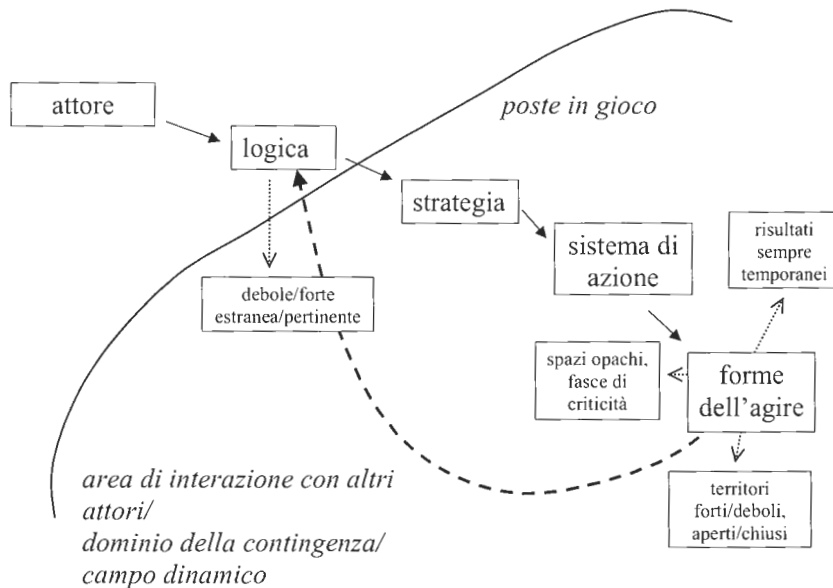 attore
poste in gioco
logica
strategia
sistema di
azione
risultati
sempre
temporanei
debole/forte
estranea/pertinente
spazi opachi,
fasce di
criticità
forme
dell'agire
area di interazione con altri
attori/
dominio della contingenza/
campo dinamico
territori
forti/deboli,
aperti/chiusi